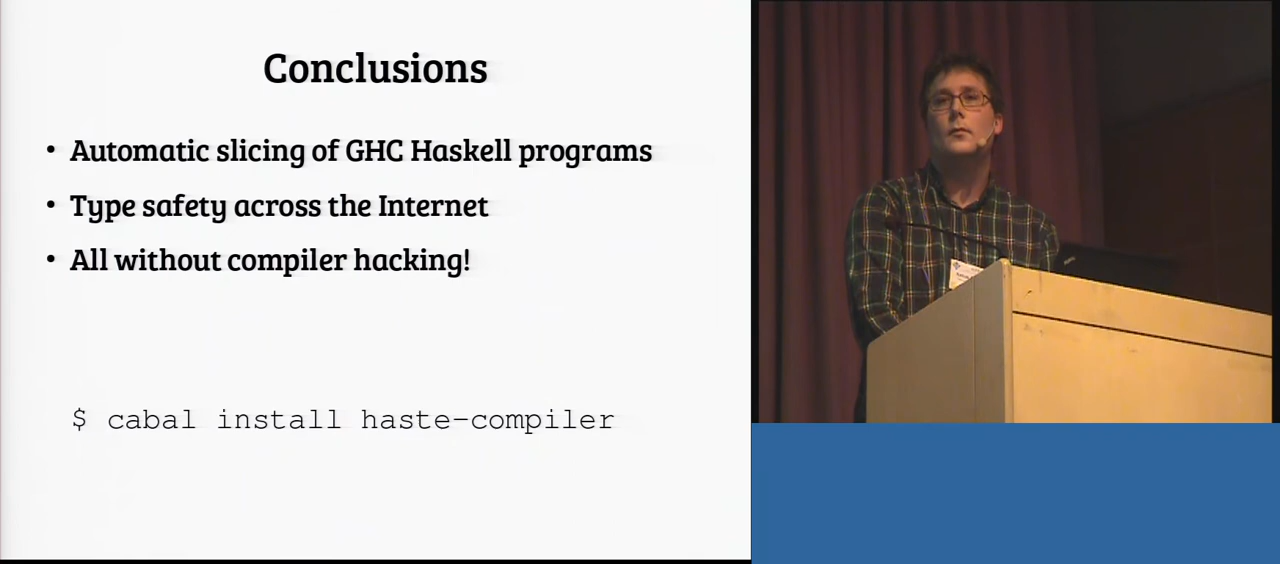 Conclusions
• Automatic slicing of GHC Haskell programs
• Type safety across the Internet
• All without compiler hacking!
$ cabal install haste-compiler